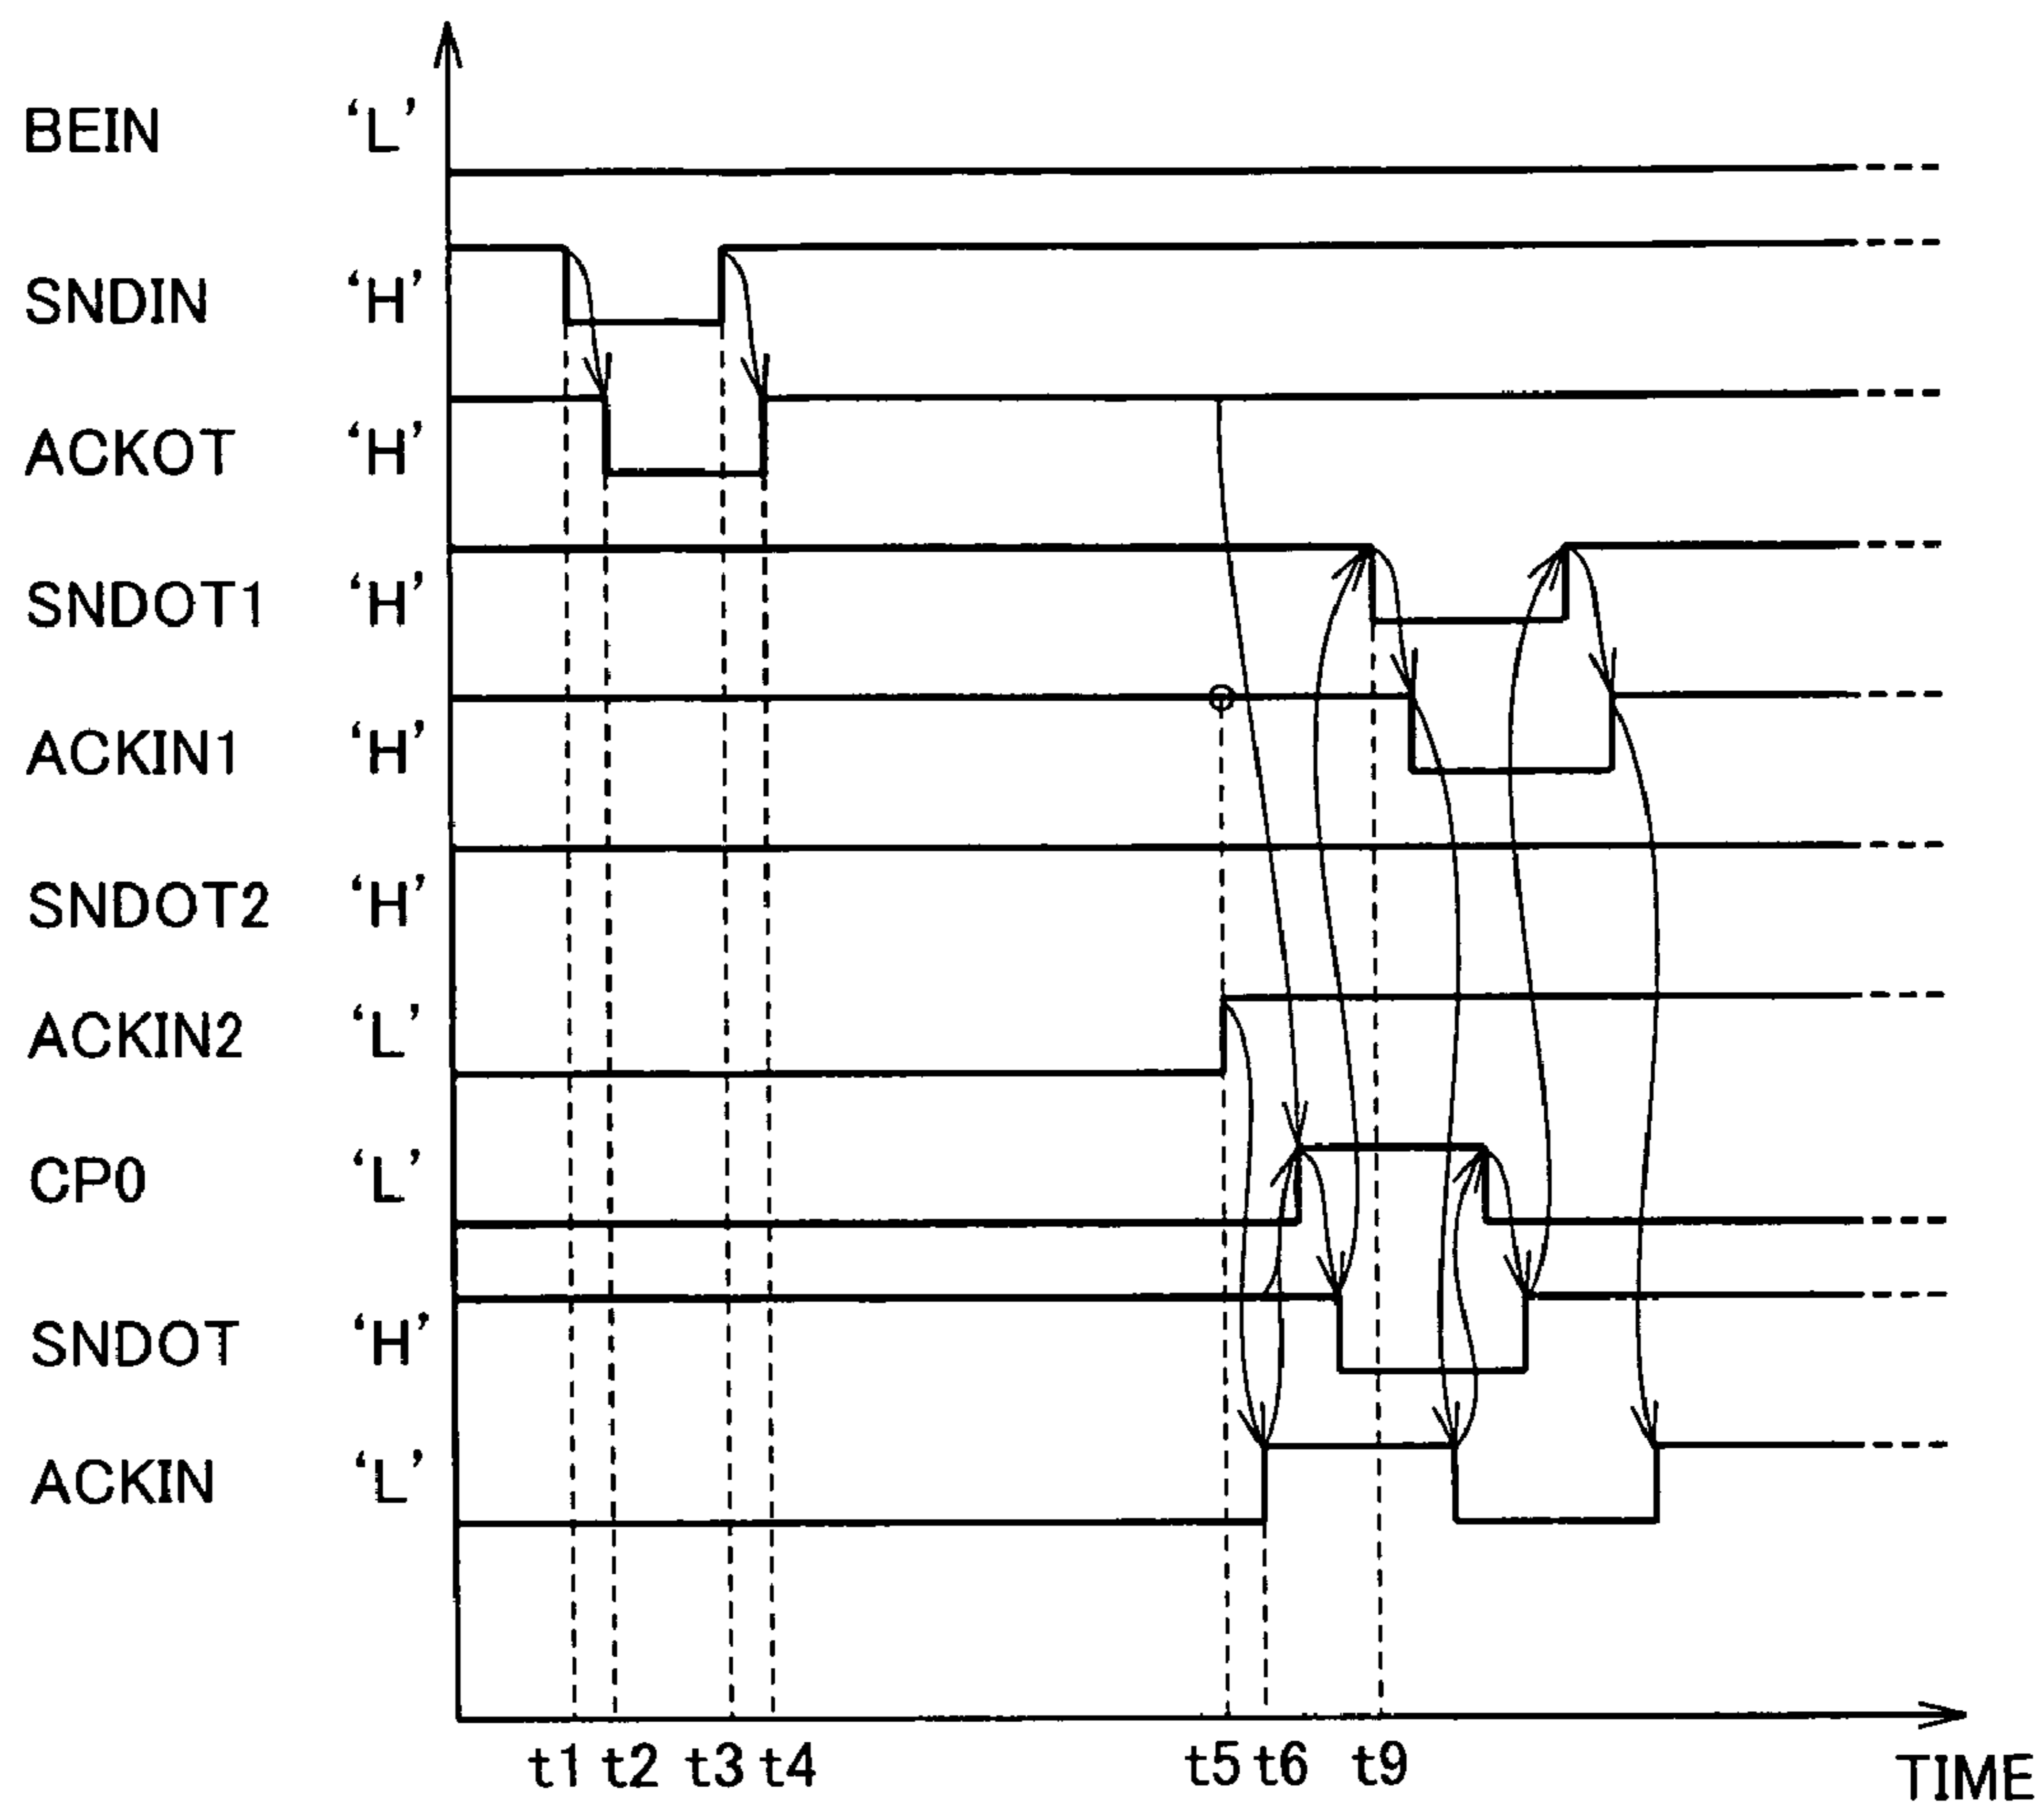 BEIN ‘L’
SNDIN ‘H’
ACKOT ‘H’
SNDOT1 ‘H’
ACKIN1 ‘H’
SNDOT2 ‘H’
ACKIN2 ‘L’
CP0 ‘L’
SNDOT ‘H’
ACKIN ‘L’
t1 t2 t3 t4 t5 t6 t9 TIME